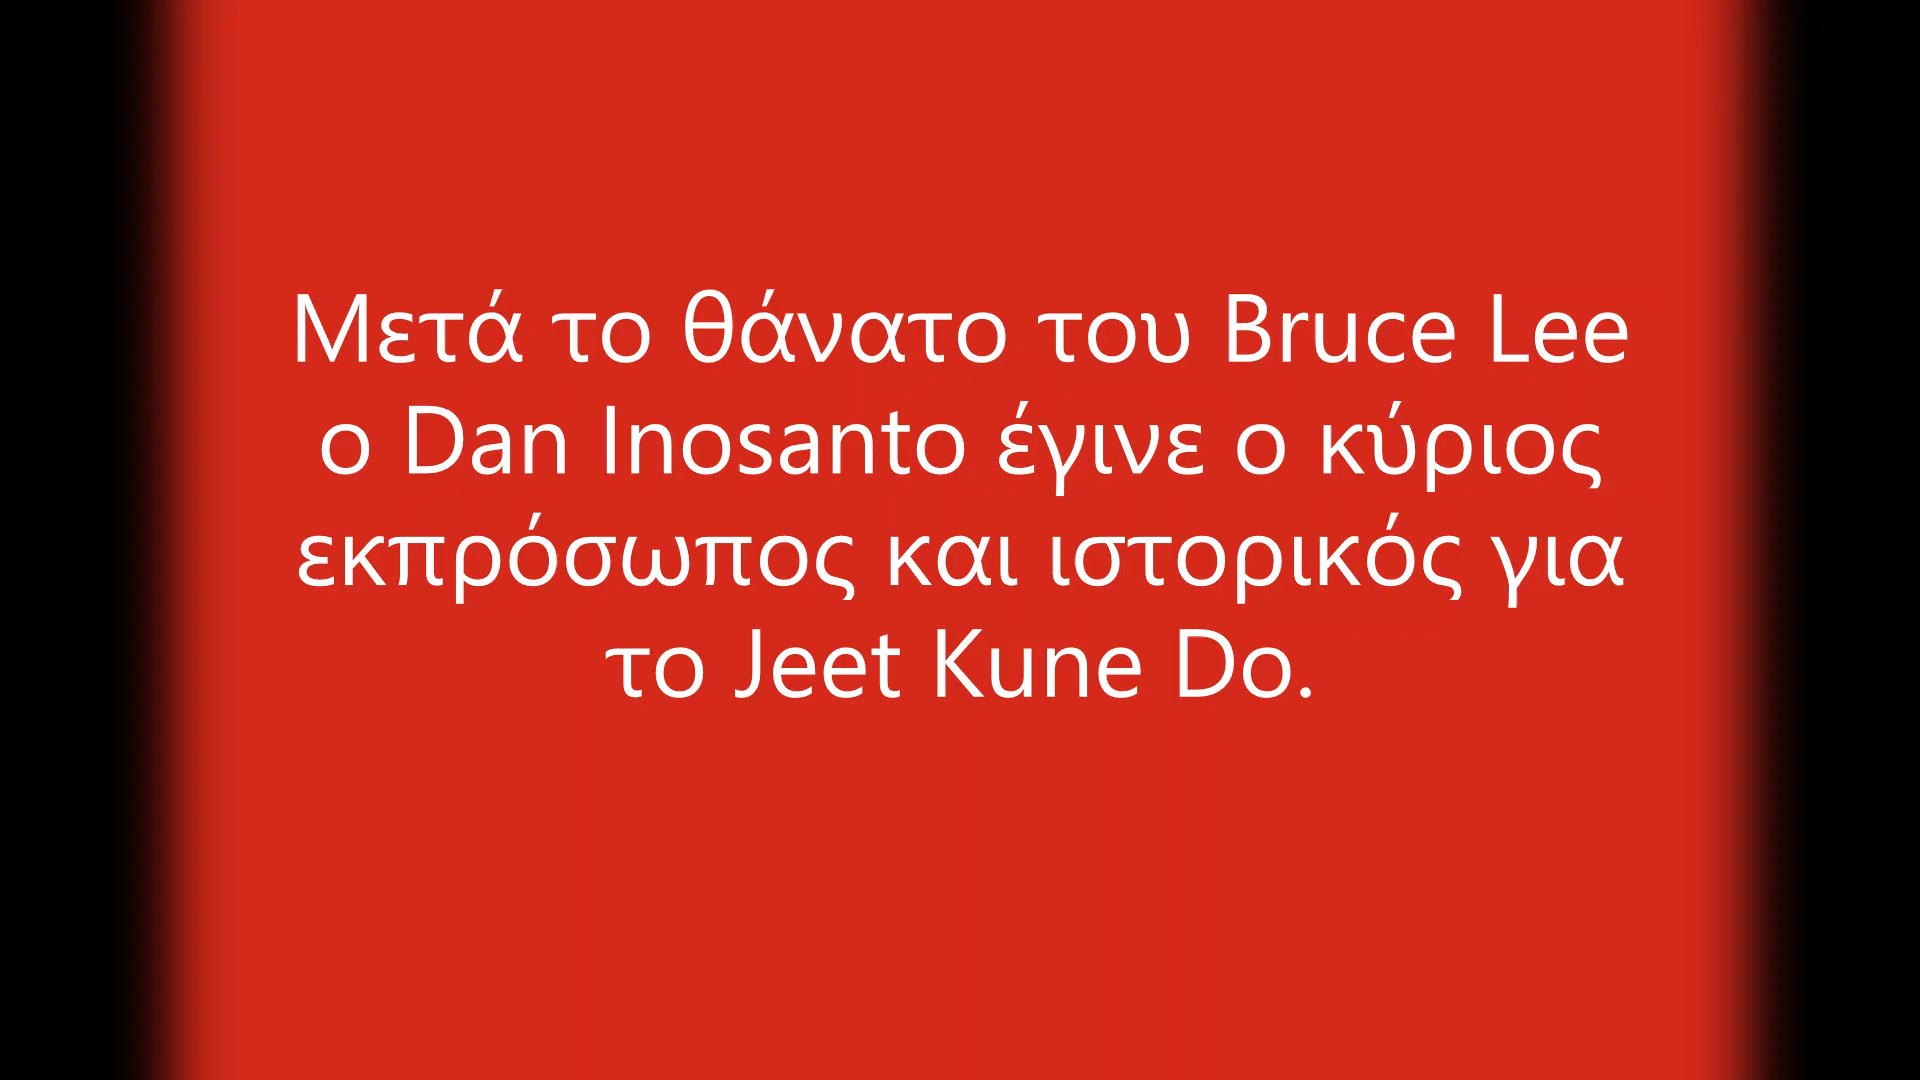 Μετά το θάνατο του Bruce Lee
ο Dan Inosanto έγινε ο κύριος
εκπρόσωπος και ιστορικός για
το Jeet Kune Do.